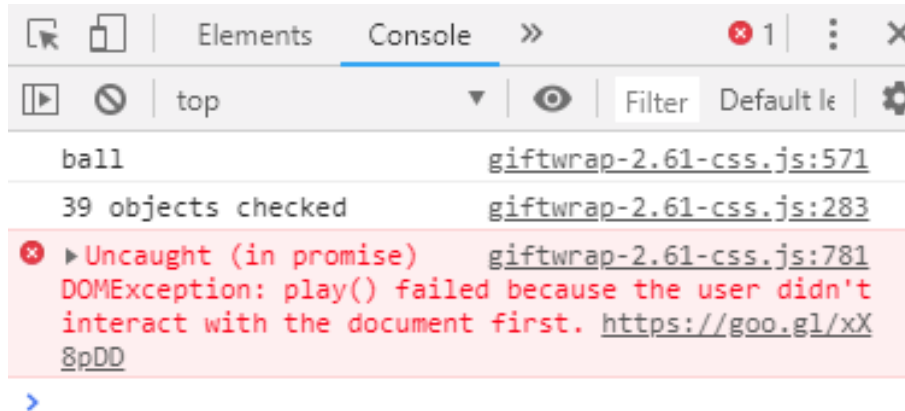 Elements Console » 1
top Filter Default le
ball giftwrap-2.61-css.js:571
39 objects checked giftwrap-2.61-css.js:283
Uncaught (in promise) giftwrap-2.61-css.js:781
DOMException: play() failed because the user didn't
interact with the document first. https://goo.gl/xX
8pDD
>